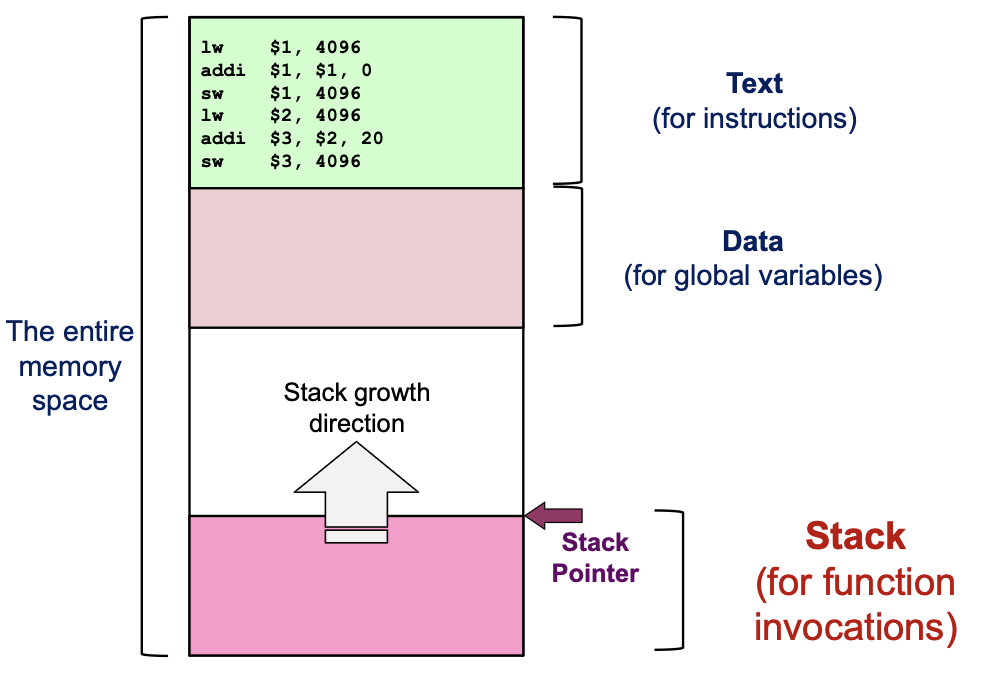 lw $1, 4096
addi $1, $1, 0
sw $1, 4096
lw $2, 4096
addi $3, $2, 20
sw $3, 4096
Text
(for instructions)
Data
(for global variables)
The entire
memory
space
Stack growth
direction
Stack
Pointer
Stack
(for function
invocations)